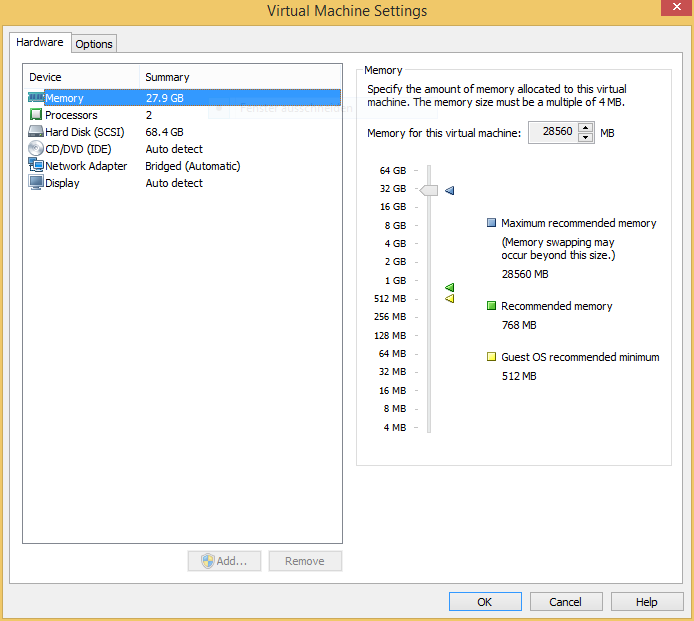 Virtual Machine Settings
Hardware Options
Device Summary
Memory 27.9 GB
Processors 2
Hard Disk (SCSI) 68.4 GB
CD/DVD (IDE) Auto detect
Network Adapter Bridged (Automatic)
Display Auto detect
Fenster ausschneiden
Add... Remove
Memory
Specify the amount of memory allocated to this virtual
machine. The memory size must be a multiple of 4 MB.
Memory for this virtual machine: 28560 MB
64 GB
32 GB
16 GB
8 GB
4 GB
2 GB
1 GB
512 MB
256 MB
128 MB
64 MB
32 MB
16 MB
8 MB
4 MB
Maximum recommended memory
(Memory swapping may
occur beyond this size.)
28560 MB
Recommended memory
768 MB
Guest OS recommended minimum
512 MB
OK Cancel Help